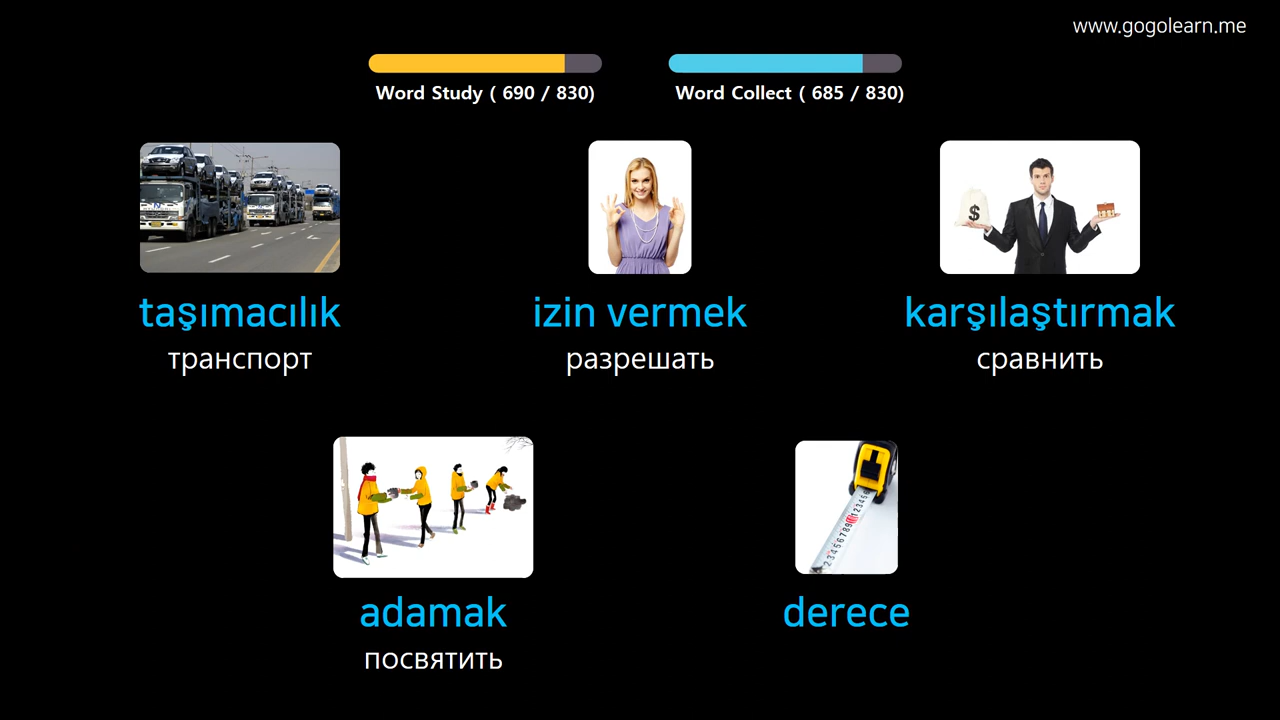 www.gogolearn.me
Word Study ( 690 / 830)
Word Collect ( 685 / 830)
taşımacılık
транспорт
izin vermek
разрешать
karşılaştırmak
сравнить
adamak
посвятить
derece